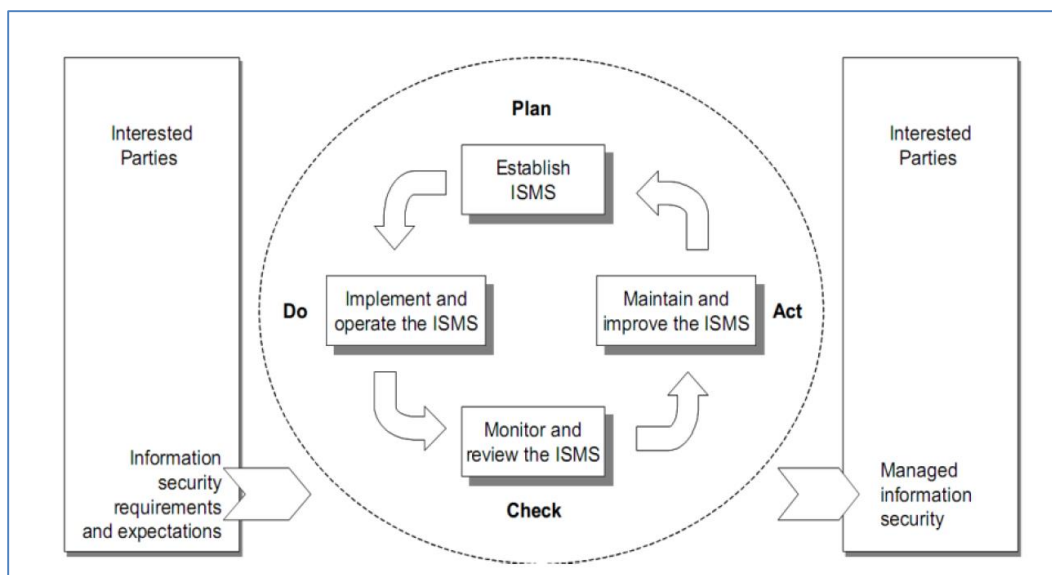 Interested
Parties
Information
security
requirements
and expectations
Plan
Establish
ISMS
Do
Implement and
operate the ISMS
Maintain and
improve the ISMS
Act
Monitor and
review the ISMS
Check
Interested
Parties
Managed
information
security